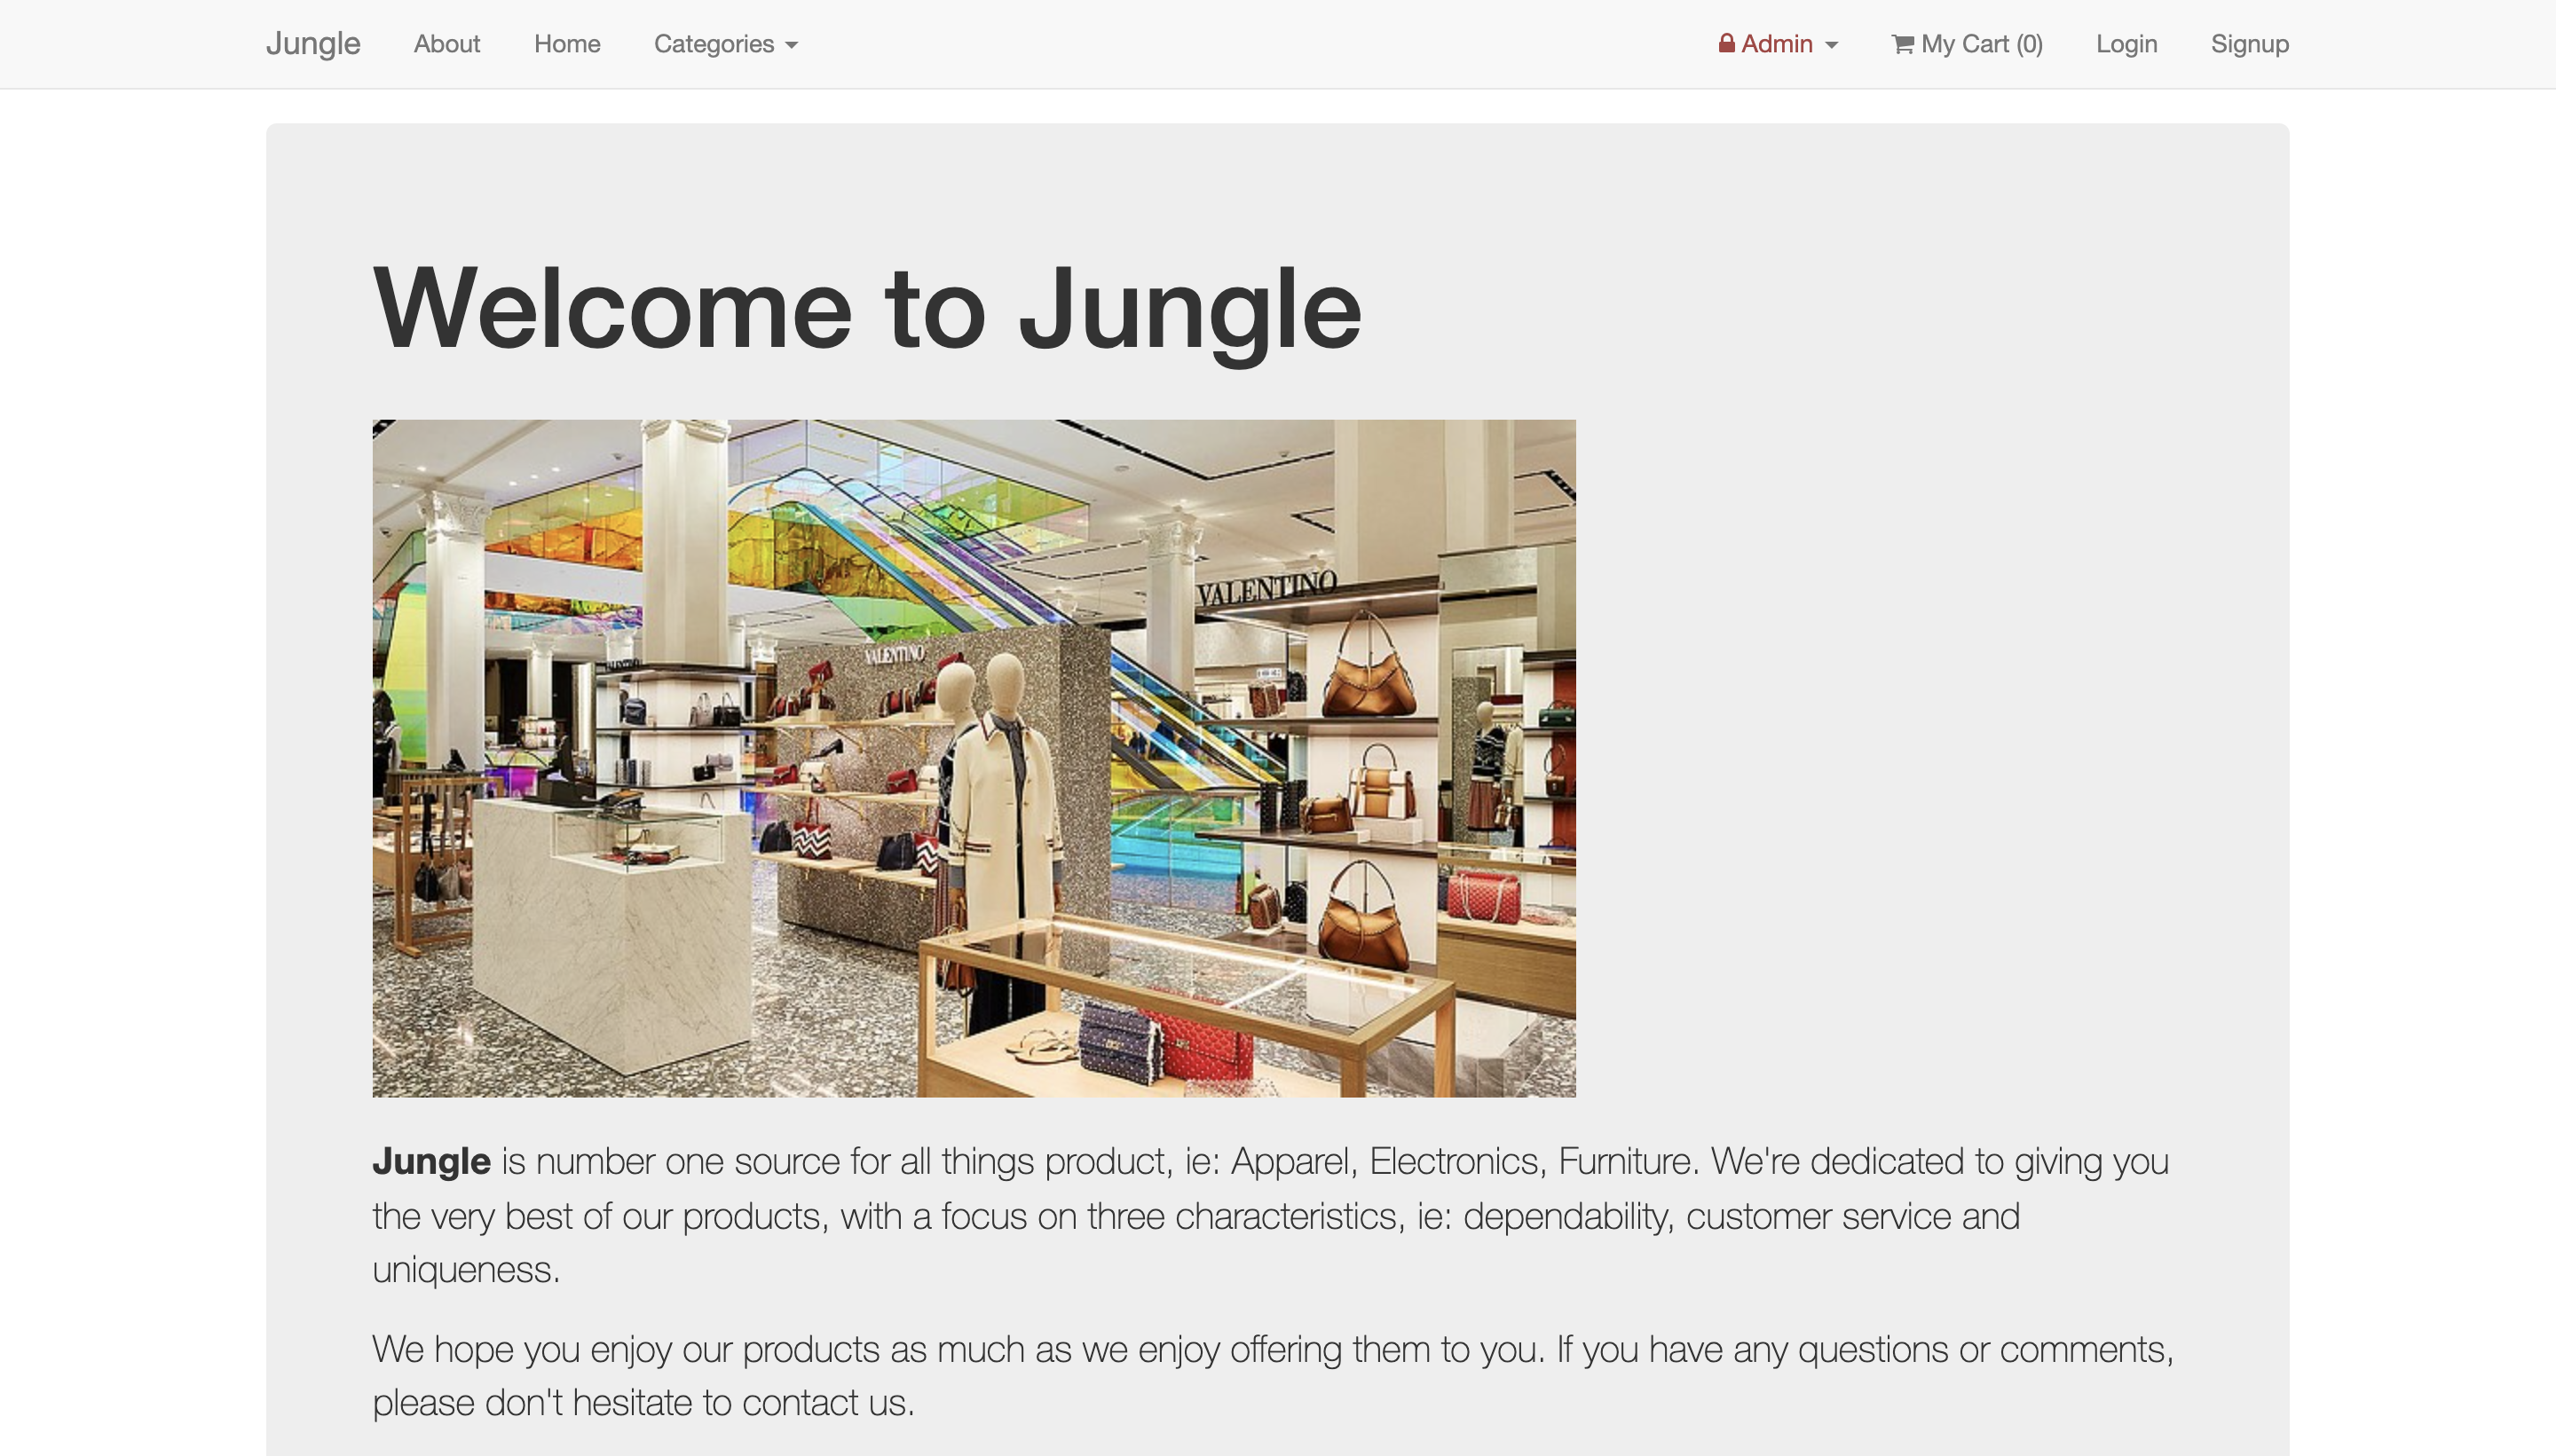 Jungle About Home Categories Admin My Cart (0) Login Signup
Welcome to Jungle
VALENTINO
VALENTINO
Jungle is number one source for all things product, ie: Apparel, Electronics, Furniture. We're dedicated to giving you
the very best of our products, with a focus on three characteristics, ie: dependability, customer service and
uniqueness.
We hope you enjoy our products as much as we enjoy offering them to you. If you have any questions or comments,
please don't hesitate to contact us.